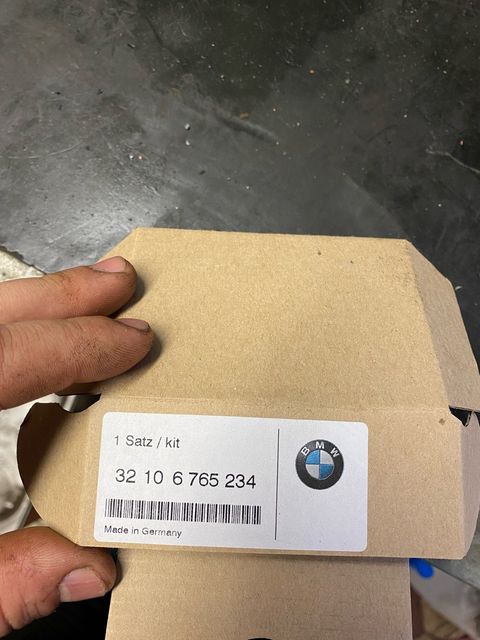 1 Satz / kit
32 10 6 765 234
Made in Germany
BMW